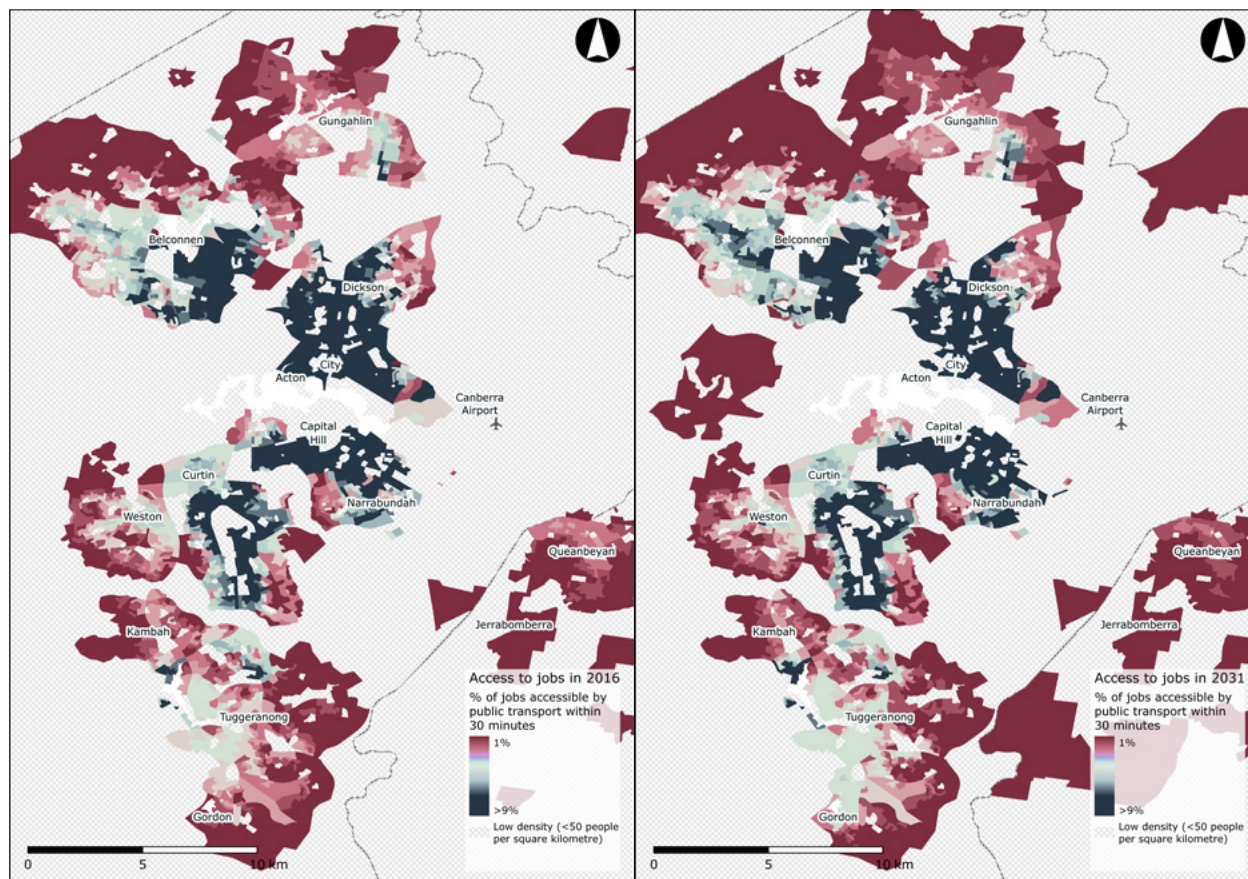 Gungahlin
Belconnen
Dickson
City
Acton
Canberra
Airport
Capital
Hill
Curtin
Narrabundah
Weston
Queanbeyan
Jerrabomberra
Kambah
Tuggeranong
Gordon
Access to jobs in 2016
% of jobs accessible by
public transport within
30 minutes
1%
>9%
Low density (<50 people
per square kilometre)
0
5
10 km
Gungahlin
Belconnen
Dickson
City
Acton
Canberra
Airport
Capital
Hill
Curtin
Narrabundah
Weston
Queanbeyan
Jerrabomberra
Kambah
Tuggeranong
Gordon
Access to jobs in 2031
% of jobs accessible by
public transport within
30 minutes
1%
>9%
Low density (<50 people
per square kilometre)
0
5
10 km